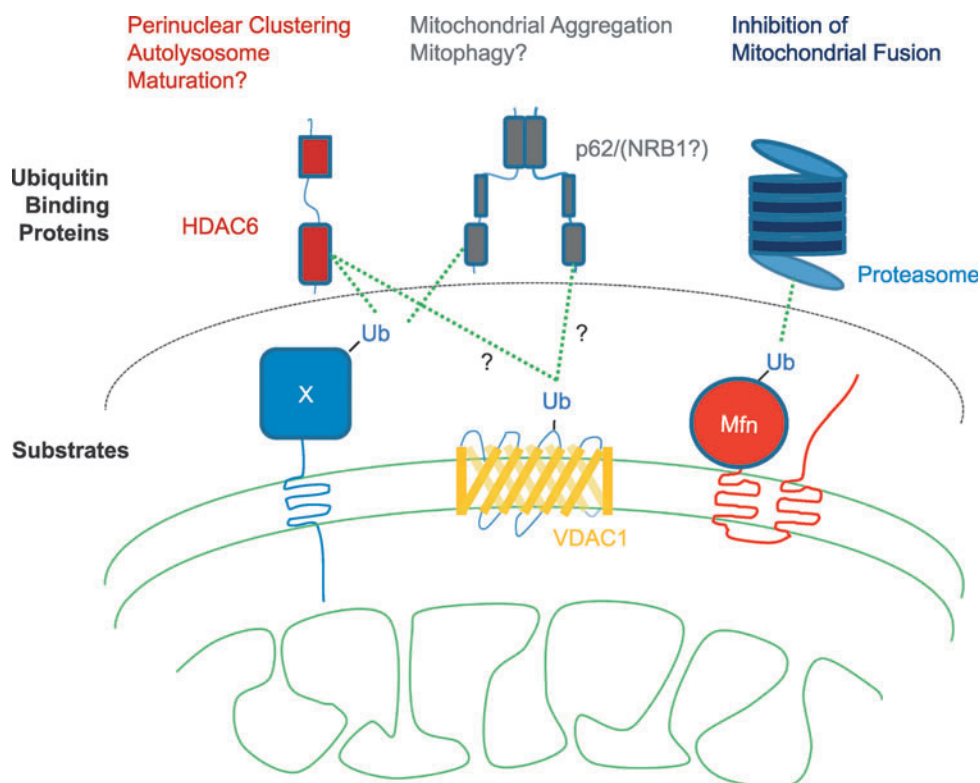 Perinuclear Clustering
Autolysosome
Maturation?
Mitochondrial Aggregation
Mitophagy?
Inhibition of
Mitochondrial Fusion
Ubiquitin
Binding
Proteins
HDAC6
p62/(NRB1?)
Proteasome
Ub
?
?
Ub
Ub
X
Mfn
Substrates
VDAC1